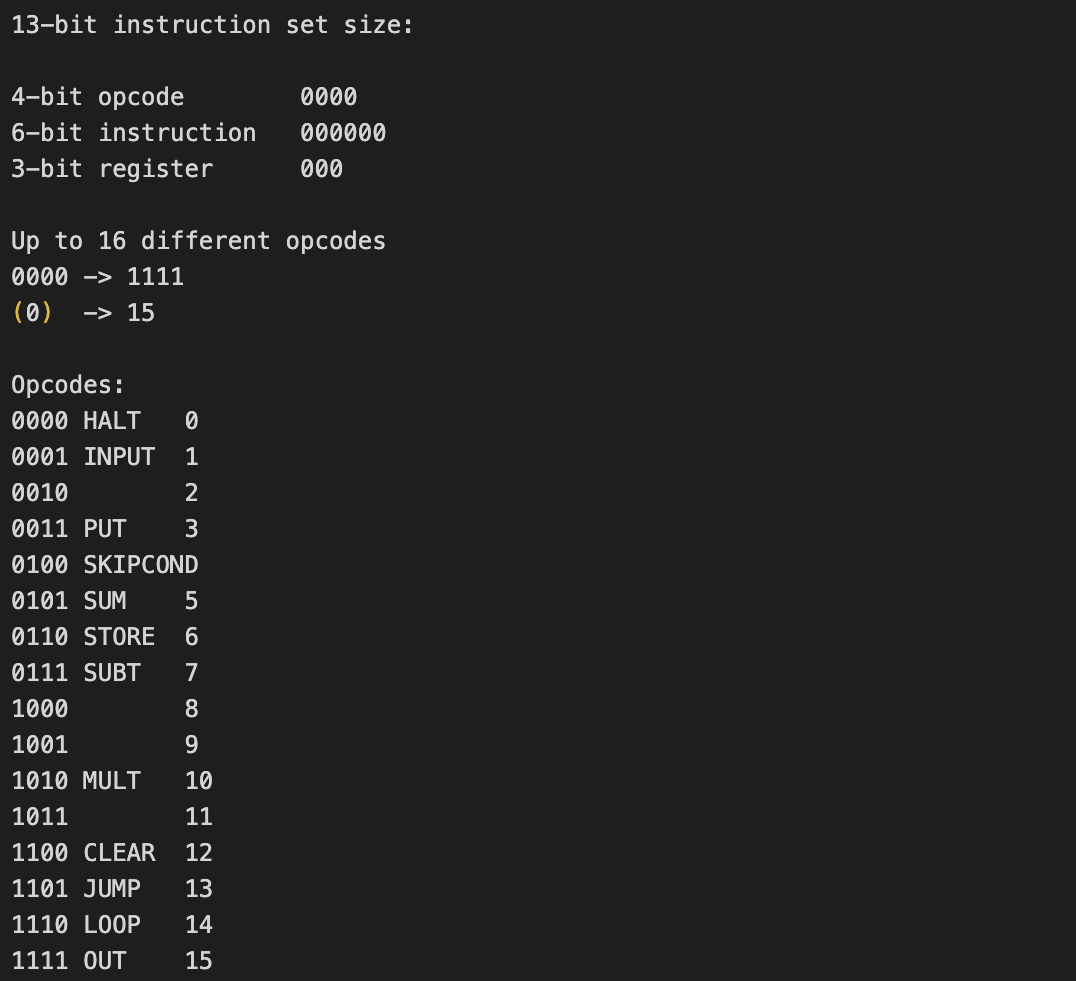 13-bit instruction set size:
4-bit opcode        0000
6-bit instruction   000000
3-bit register      000
Up to 16 different opcodes
0000 -> 1111
(0)  -> 15
Opcodes:
0000 HALT   0
0001 INPUT  1
0010        2
0011 PUT    3
0100 SKIPCOND
0101 SUM    5
0110 STORE  6
0111 SUBT   7
1000        8
1001        9
1010 MULT   10
1011        11
1100 CLEAR  12
1101 JUMP   13
1110 LOOP   14
1111 OUT    15